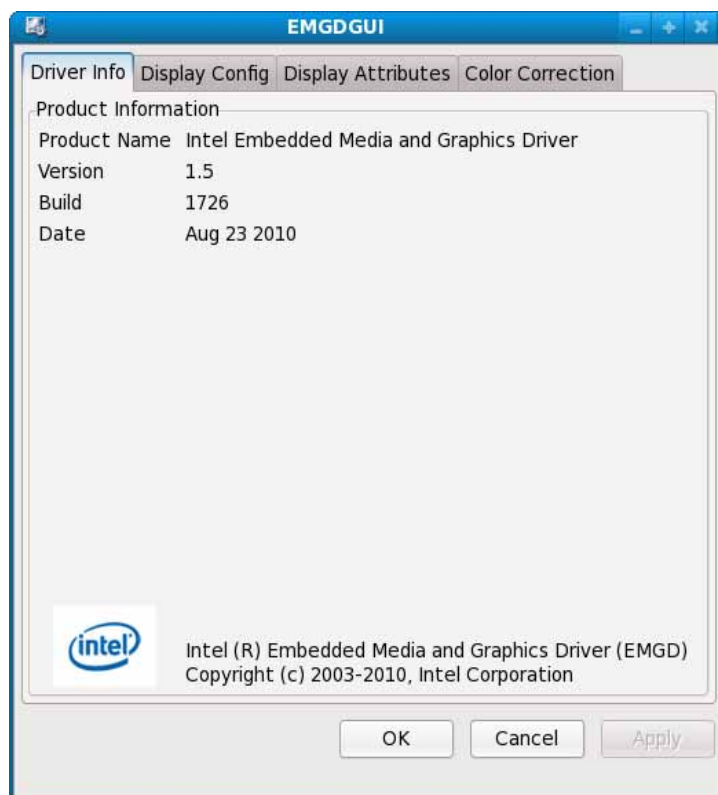 EMGDGUI
Driver Info Display Config Display Attributes Color Correction
Product Information
Product Name Intel Embedded Media and Graphics Driver
Version 1.5
Build 1726
Date Aug 23 2010
intel
Intel (R) Embedded Media and Graphics Driver (EMGD)
Copyright (c) 2003-2010, Intel Corporation
OK Cancel Apply